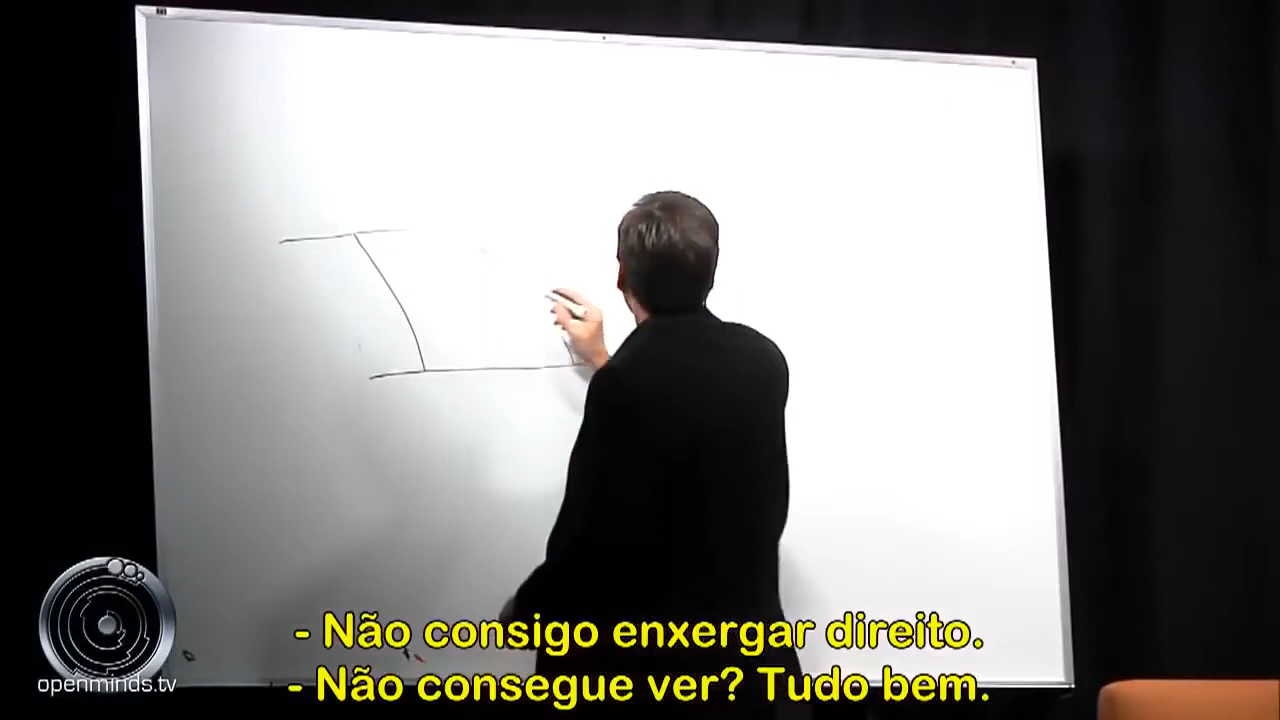 - Não consigo enxergar direito.
- Não consegue ver? Tudo bem.
openminds.tv